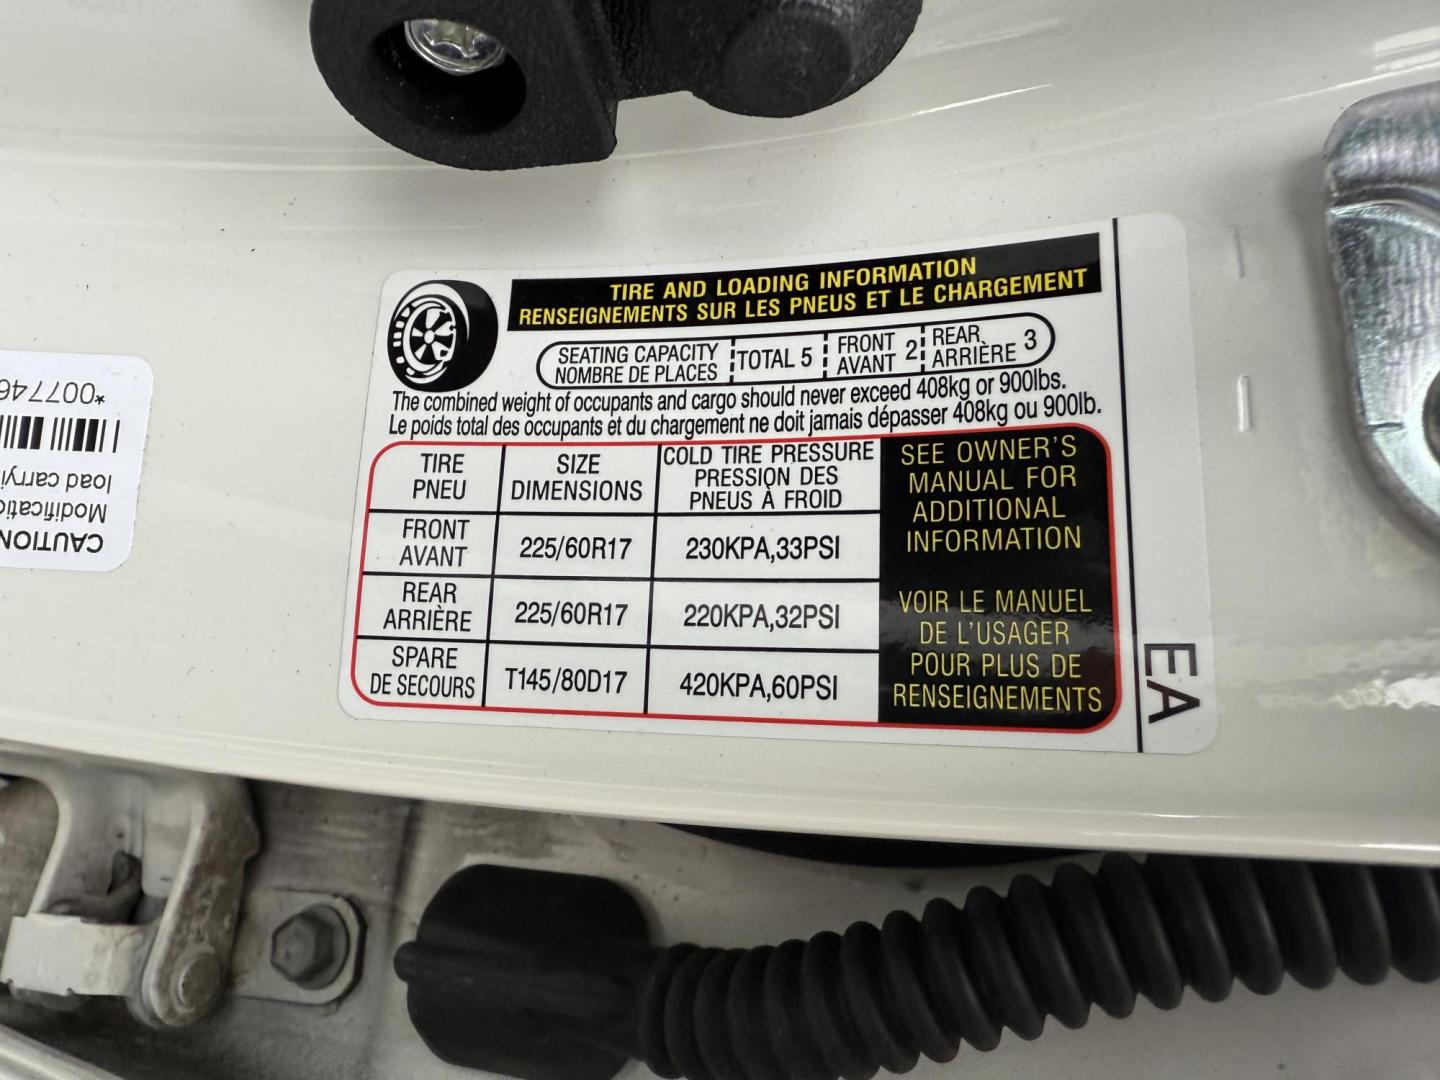 TIRE AND LOADING INFORMATION
RENSEIGNEMENTS SUR LES PNEUS ET LE CHARGEMENT
SEATING CAPACITY
NOMBRE DE PLACES
TOTAL 5
FRONT
AVANT 2
REAR
ARRIÈRE 3
The combined weight of occupants and cargo should never exceed 408kg or 900lbs.
Le poids total des occupants et du chargement ne doit jamais dépasser 408kg ou 900lb.
TIRE
PNEU
SIZE
DIMENSIONS
COLD TIRE PRESSURE
PRESSION DES
PNEUS À FROID
FRONT
AVANT
225/60R17
230KPA,33PSI
REAR
ARRIÈRE
225/60R17
220KPA,32PSI
SPARE
DE SECOURS
T145/80D17
420KPA,60PSI
SEE OWNER'S
MANUAL FOR
ADDITIONAL
INFORMATION
VOIR LE MANUEL
DE L'USAGER
POUR PLUS DE
RENSEIGNEMENTS
EA
CAUTION
load
*00774